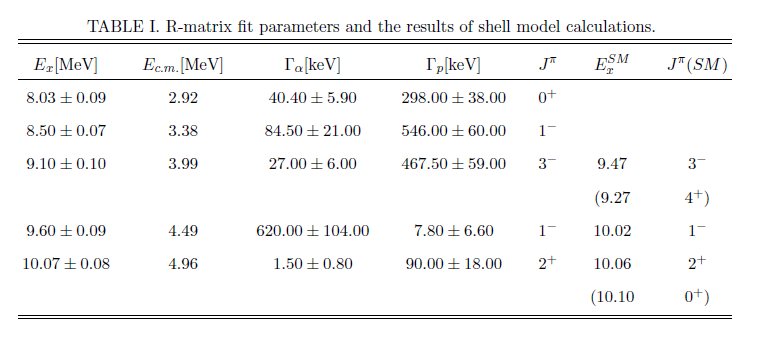 TABLE I. R-matrix fit parameters and the results of shell model calculations.
Eₓ[MeV] E_c.m.[MeV] Γ_α[keV] Γ_p[keV] J^π Eₓ^SM J^π(SM)
8.03 ± 0.09 2.92 40.40 ± 5.90 298.00 ± 38.00 0⁺
8.50 ± 0.07 3.38 84.50 ± 21.00 546.00 ± 60.00 1⁻
9.10 ± 0.10 3.99 27.00 ± 6.00 467.50 ± 59.00 3⁻ 9.47 3⁻
(9.27 4⁺)
9.60 ± 0.09 4.49 620.00 ± 104.00 7.80 ± 6.60 1⁻ 10.02 1⁻
10.07 ± 0.08 4.96 1.50 ± 0.80 90.00 ± 18.00 2⁺ 10.06 2⁺
(10.10 0⁺)